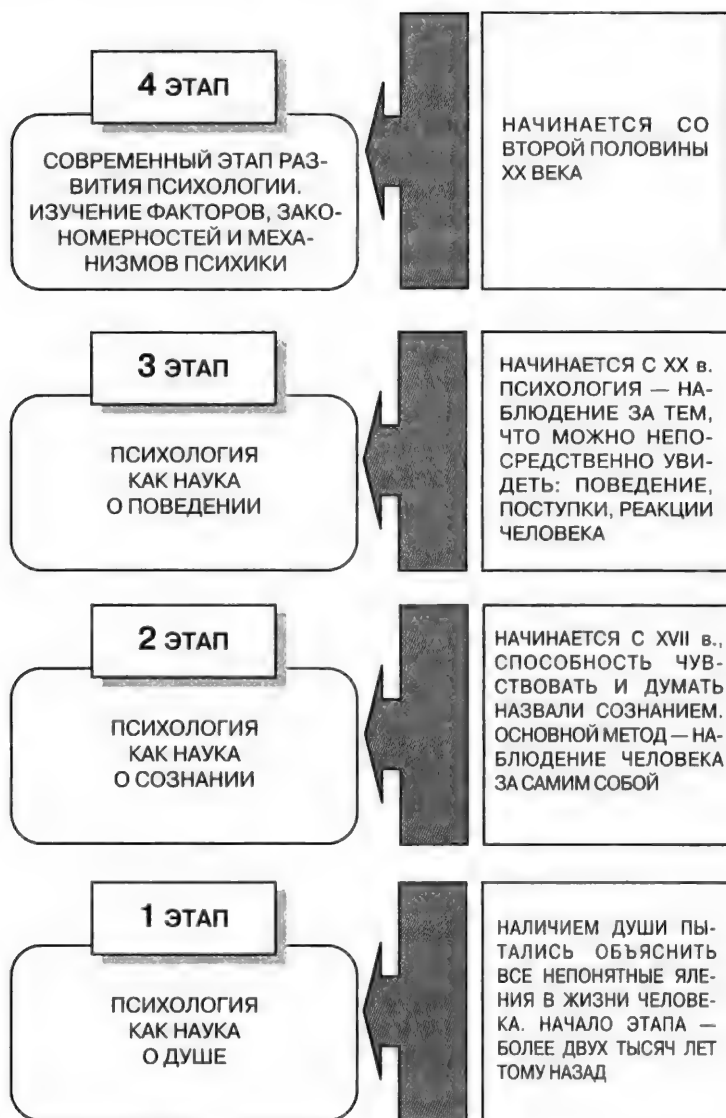 4 ЭТАП
СОВРЕМЕННЫЙ ЭТАП РАЗ-
ВИТИЯ ПСИХОЛОГИИ.
ИЗУЧЕНИЕ ФАКТОРОВ, ЗАКО-
НОМЕРНОСТЕЙ И МЕХА-
НИЗМОВ ПСИХИКИ
НАЧИНАЕТСЯ СО
ВТОРОЙ ПОЛОВИНЫ
XX ВЕКА
3 ЭТАП
ПСИХОЛОГИЯ
КАК НАУКА
О ПОВЕДЕНИИ
НАЧИНАЕТСЯ С XX в.
ПСИХОЛОГИЯ — НА-
БЛЮДЕНИЕ ЗА ТЕМ,
ЧТО МОЖНО НЕПО-
СРЕДСТВЕННО УВИ-
ДЕТЬ: ПОВЕДЕНИЕ,
ПОСТУПКИ, РЕАКЦИИ
ЧЕЛОВЕКА
2 ЭТАП
ПСИХОЛОГИЯ
КАК НАУКА
О СОЗНАНИИ
НАЧИНАЕТСЯ С XVII в.,
СПОСОБНОСТЬ ЧУВ-
СТВОВАТЬ И ДУМАТЬ
НАЗВАЛИ СОЗНАНИЕМ.
ОСНОВНОЙ МЕТОД — НА-
БЛЮДЕНИЕ ЧЕЛОВЕКА
ЗА САМИМ СОБОЙ
1 ЭТАП
ПСИХОЛОГИЯ
КАК НАУКА
О ДУШЕ
НАЛИЧИЕМ ДУШИ ПЫ-
ТАЛИСЬ ОБЪЯСНИТЬ
ВСЕ НЕПОНЯТНЫЕ ЯЛЕ-
НИЯ В ЖИЗНИ ЧЕЛОВЕ-
КА. НАЧАЛО ЭТАПА —
БОЛЕЕ ДВУХ ТЫСЯЧ ЛЕТ
ТОМУ НАЗАД